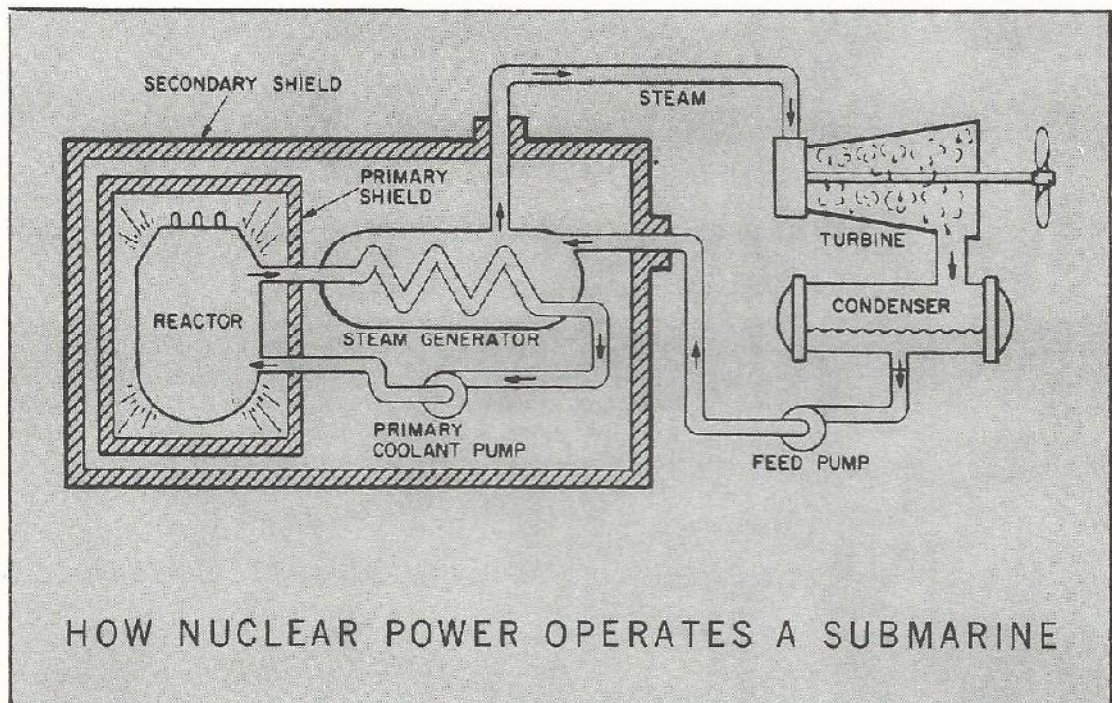 SECONDARY SHIELD
STEAM
PRIMARY
SHIELD
TURBINE
REACTOR
STEAM GENERATOR
CONDENSER
PRIMARY
COOLANT PUMP
FEED PUMP
HOW NUCLEAR POWER OPERATES A SUBMARINE